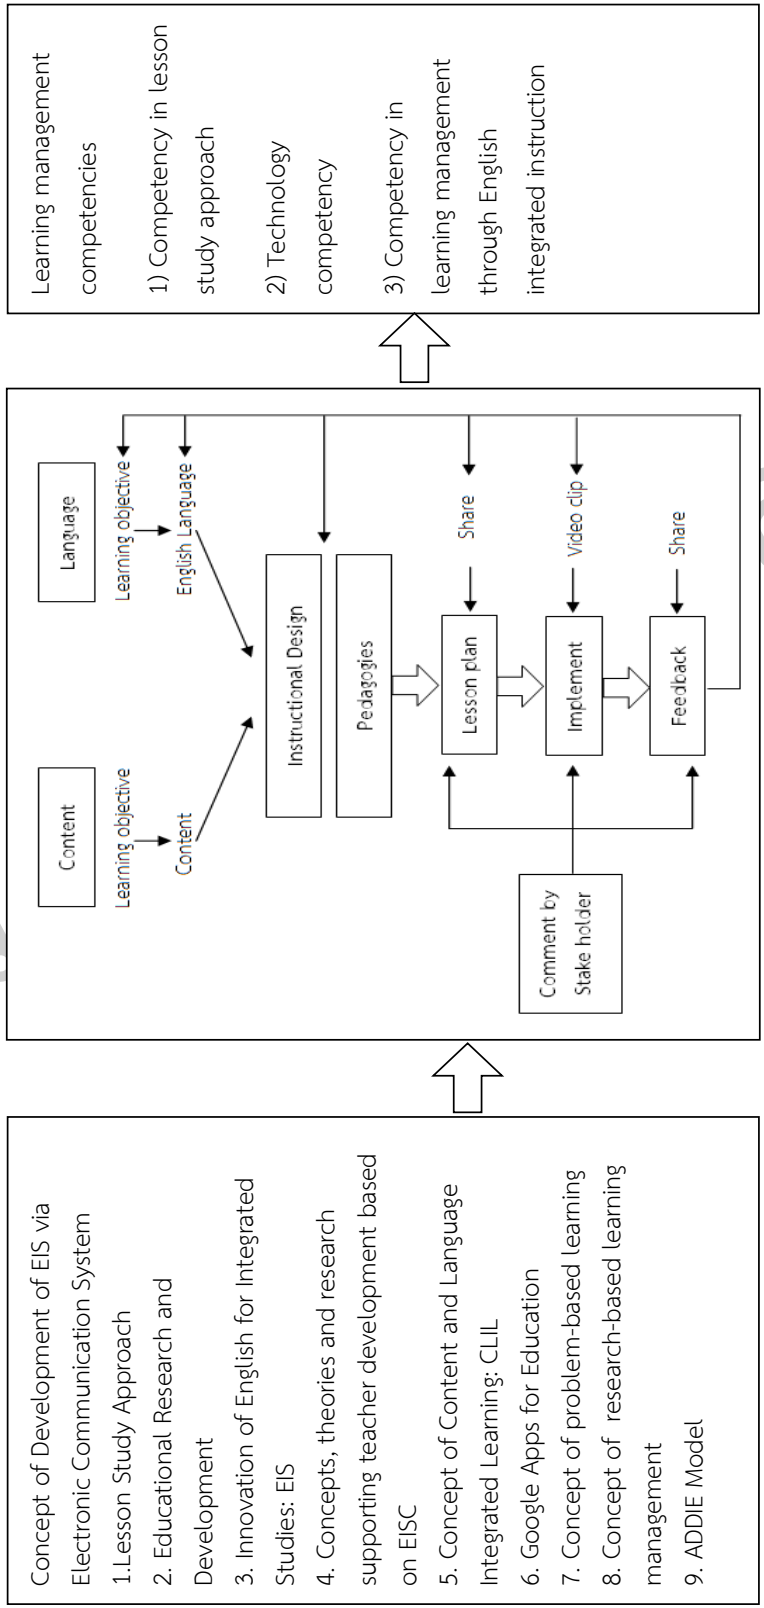 Concept of Development of EIS via
Electronic Communication System
1.Lesson Study Approach
2. Educational Research and
Development
3. Innovation of English for Integrated
Studies: EIS
4. Concepts, theories and research
supporting teacher development based
on EISC
5. Concept of Content and Language
Integrated Learning: CLIL
6. Google Apps for Education
7. Concept of problem-based learning
8. Concept of research-based learning
management
9. ADDIE Model
Content
Learning objective
Content
Language
Learning objective
English Language
Instructional Design
Pedagogies
Lesson plan
Share
Implement
Video clip
Feedback
Share
Comment by
Stake holder
Learning management
competencies
1) Competency in lesson
study approach
2) Technology
competency
3) Competency in
learning management
through English
integrated instruction